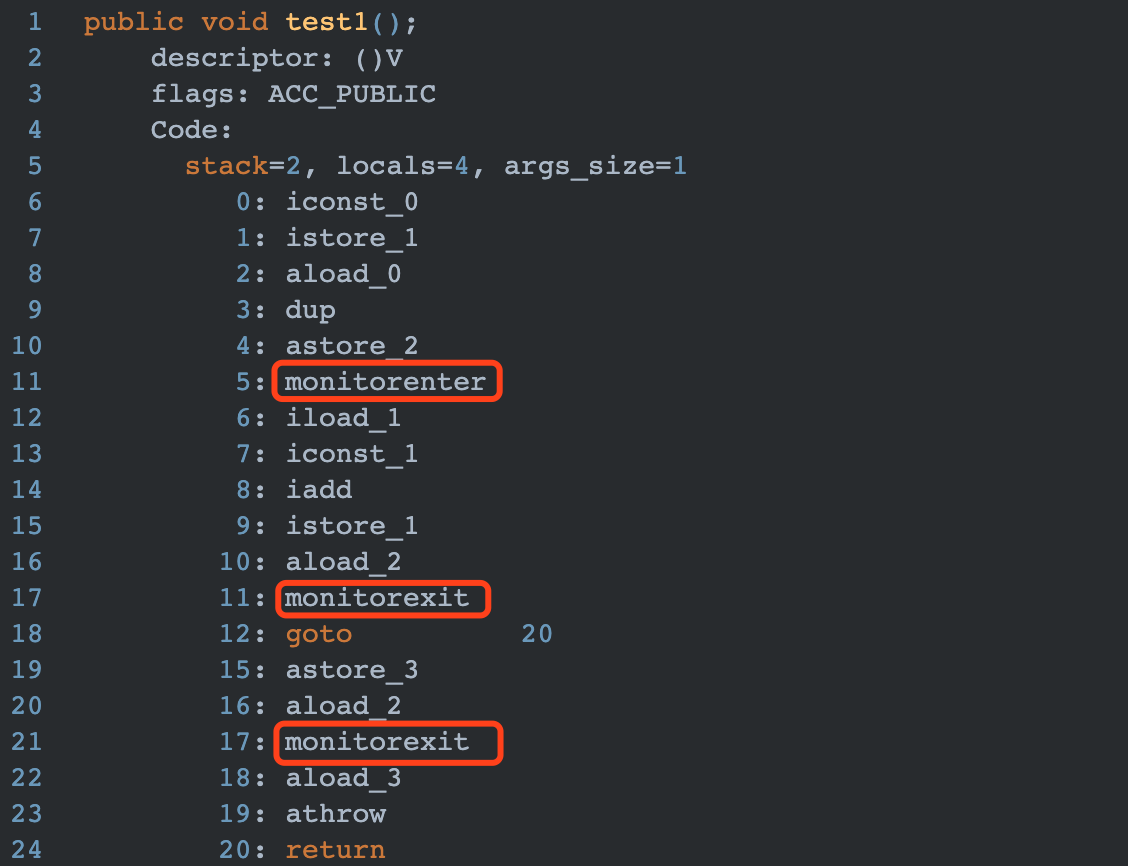 1 public void test1();
2 descriptor: ()V
3 flags: ACC_PUBLIC
4 Code:
5 stack=2, locals=4, args_size=1
6 0: iconst_0
7 1: istore_1
8 2: aload_0
9 3: dup
10 4: astore_2
11 5: monitorenter
12 6: iload_1
13 7: iconst_1
14 8: iadd
15 9: istore_1
16 10: aload_2
17 11: monitorexit
18 12: goto 20
19 15: astore_3
20 16: aload_2
21 17: monitorexit
22 18: aload_3
23 19: athrow
24 20: return